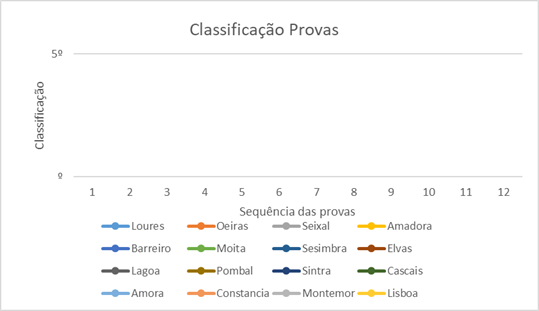 Classificação Provas
5º
Classificação
º
1 2 3 4 5 6 7 8 9 10 11 12
Sequência das provas
Loures Oeiras Seixal Amadora
Barreiro Moita Sesimbra Elvas
Lagoa Pombal Sintra Cascais
Amora Constancia Montemor Lisboa